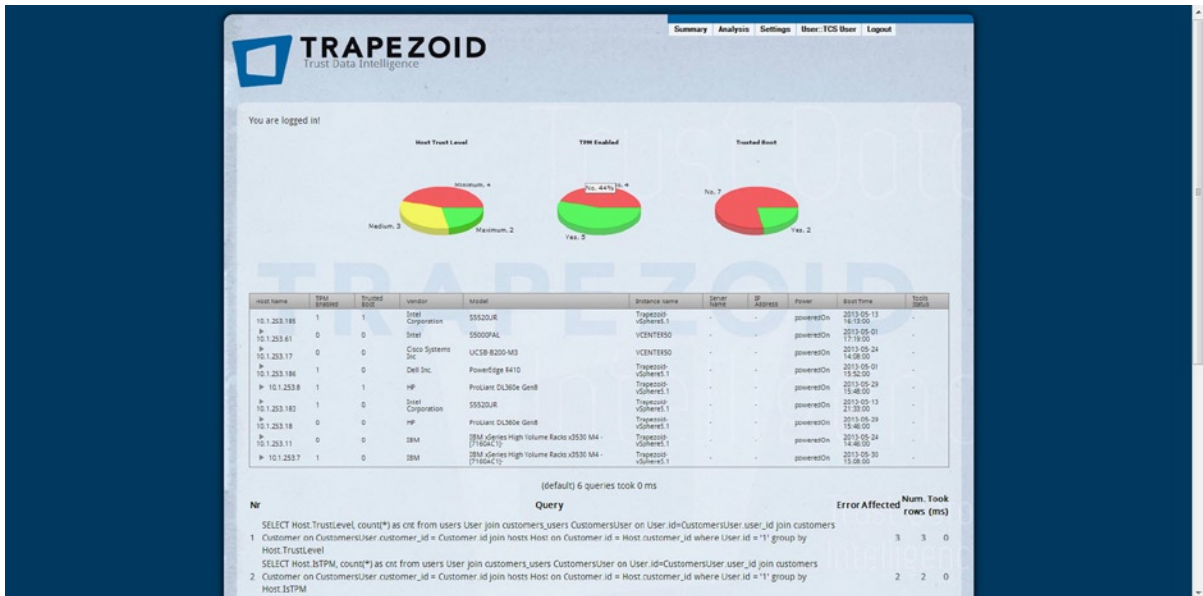 TRAPEZOID
Trust Data Intelligence
Summary Analysis Settings User::TCS User Logout
You are logged in!
Host Trust Level
TPM Enabled
Trusted Boot
Minimum, 4
Medium, 3
Maximum, 2
No, 44%
Yes, 5
No, 7
Yes, 2
Host Name TPM Enabled Trusted Boot Vendor Model Instance Name Server Name IP Address Power Boot Time Tools Status
10.1.253.185 1 1 Intel Corporation S5520UR Trapezoid-vSphere5.1 - - poweredOn 2013-05-13 16:13:00 -
10.1.253.61 0 0 Intel S5000PAL VCENTER50 - - poweredOn 2013-05-01 17:19:00 -
10.1.253.17 0 0 Cisco Systems Inc UCSB-B200-M3 VCENTER50 - - poweredOn 2013-05-24 14:08:00 -
10.1.253.186 1 0 Dell Inc. PowerEdge R410 Trapezoid-vSphere5.1 - - poweredOn 2013-05-01 15:52:00 -
10.1.253.8 1 1 HP ProLiant DL360e Gen8 Trapezoid-vSphere5.1 - - poweredOn 2013-05-29 15:48:00 -
10.1.253.183 1 0 Intel Corporation S5520UR Trapezoid-vSphere5.1 - - poweredOn 2013-05-13 21:33:00 -
10.1.253.18 0 0 HP ProLiant DL360e Gen8 Trapezoid-vSphere5.1 - - poweredOn 2013-05-29 15:46:00 -
10.1.253.11 0 0 IBM IBM xSeries High Volume Racks x3530 M4 -[7160AC1]- Trapezoid-vSphere5.1 - - poweredOn 2013-05-24 14:46:00 -
10.1.253.7 1 0 IBM IBM xSeries High Volume Racks x3530 M4 -[7160AC1]- Trapezoid-vSphere5.1 - - poweredOn 2013-05-30 15:06:00 -
(default) 6 queries took 0 ms
Nr Query Error Affected Num. rows Took (ms)
SELECT Host.TrustLevel, count(*) as cnt from users User join customers_users CustomersUser on User.id=CustomersUser.user_id join customers
1 Customer on CustomersUser.customer_id = Customer.id join hosts Host on Customer.id = Host.customer_id where User.id = '1' group by 3 3 0
Host.TrustLevel
SELECT Host.IsTPM, count(*) as cnt from users User join customers_users CustomersUser on User.id=CustomersUser.user_id join customers
2 Customer on CustomersUser.customer_id = Customer.id join hosts Host on Customer.id = Host.customer_id where User.id = '1' group by 2 2 0
Host.IsTPM